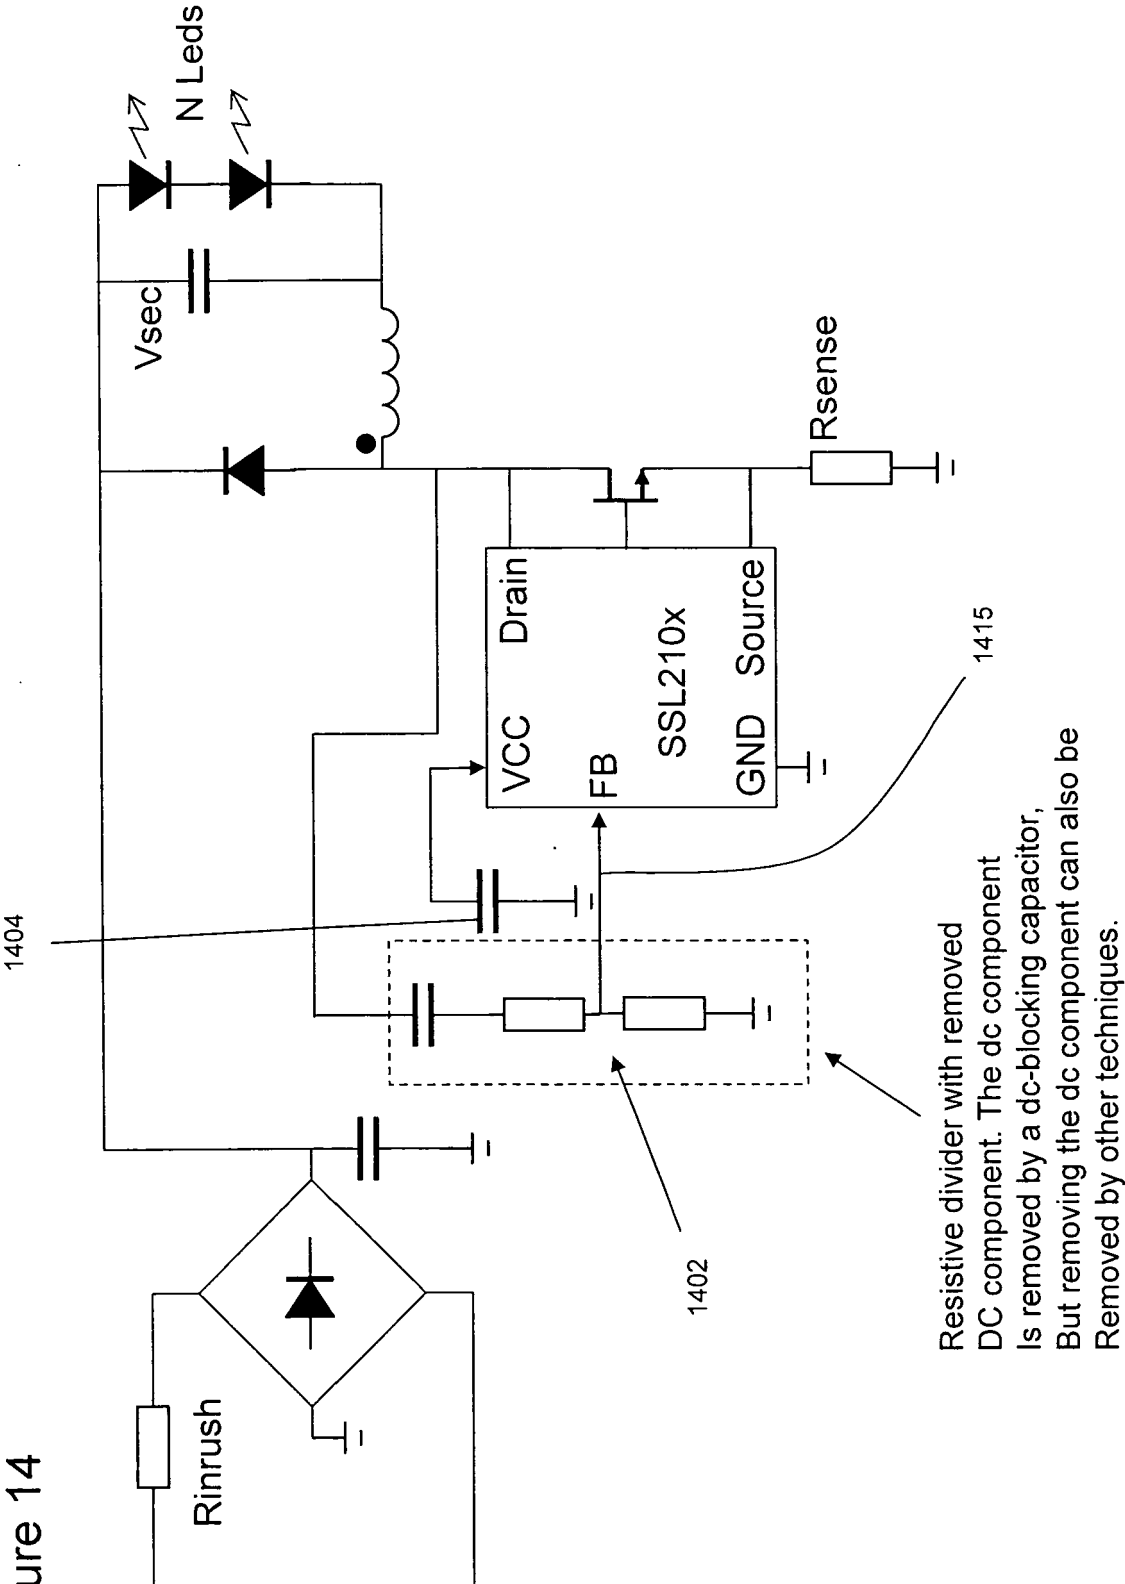 ure 14
Rinrush
1404
Vsec
N Leds
VCC
Drain
FB
SSL210x
GND
Source
Rsense
1402
1415
Resistive divider with removed
DC component. The dc component
Is removed by a dc-blocking capacitor,
But removing the dc component can also be
Removed by other techniques.